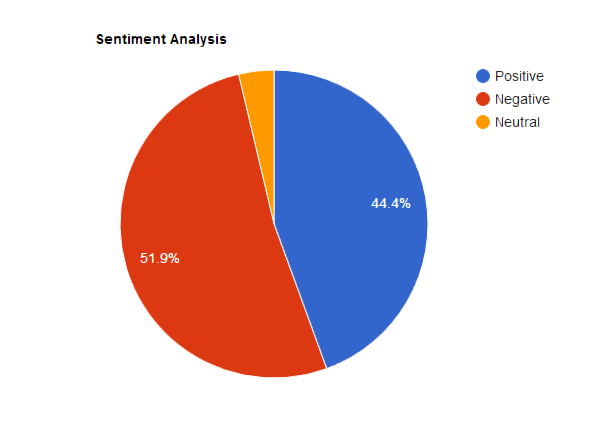 Sentiment Analysis
Positive
Negative
Neutral
44.4%
51.9%